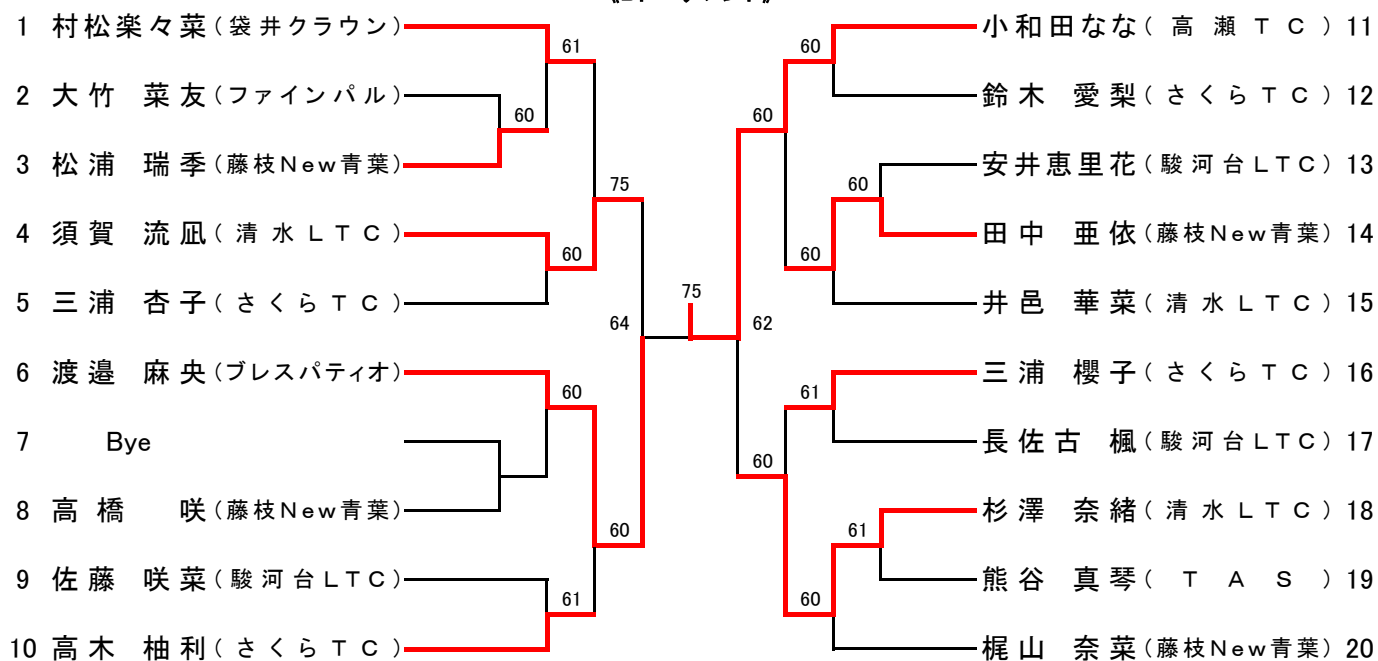 1 村松楽々菜(袋井クラウン)
2 大竹 菜友(ファインパル)
3 松浦 瑞季(藤枝New青葉)
4 須賀 流凪(清水LTC)
5 三浦 杏子(さくらTC)
6 渡邉 麻央(ブレスパティオ)
7 Bye
8 高橋 咲(藤枝New青葉)
9 佐藤 咲菜(駿河台LTC)
10 高木 柚利(さくらTC)
61
60
75
60
64
60
60
61
75
60
60
60
60
62
61
60
61
60
小和田なな(高瀬TC) 11
鈴木 愛梨(さくらTC) 12
安井恵里花(駿河台LTC) 13
田中 亜依(藤枝New青葉) 14
井邑 華菜(清水LTC) 15
三浦 櫻子(さくらTC) 16
長佐古 楓(駿河台LTC) 17
杉澤 奈緒(清水LTC) 18
熊谷 真琴(TAS) 19
梶山 奈菜(藤枝New青葉) 20